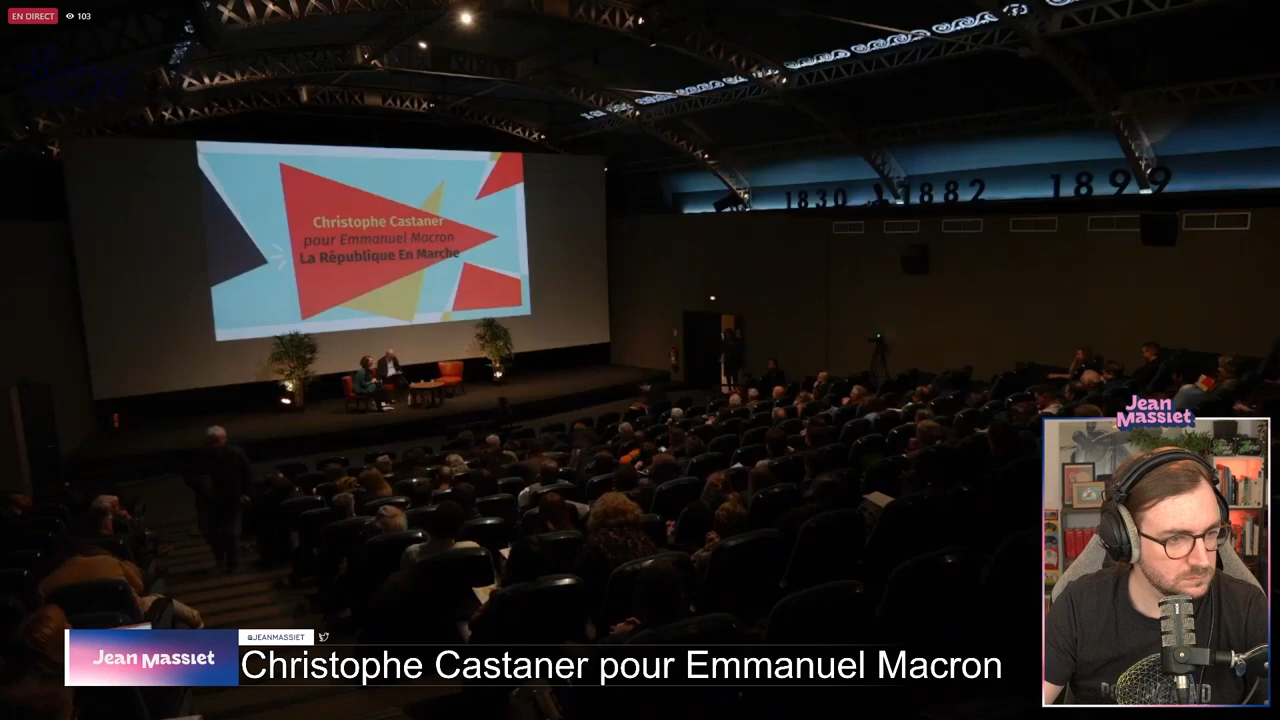 EN DIRECT
103
1830
1882
1899
Christophe Castaner
pour Emmanuel Macron
La République En Marche
Jean
Massiet
@JEANMASSIET
Jean Massiet
Christophe Castaner pour Emmanuel Macron